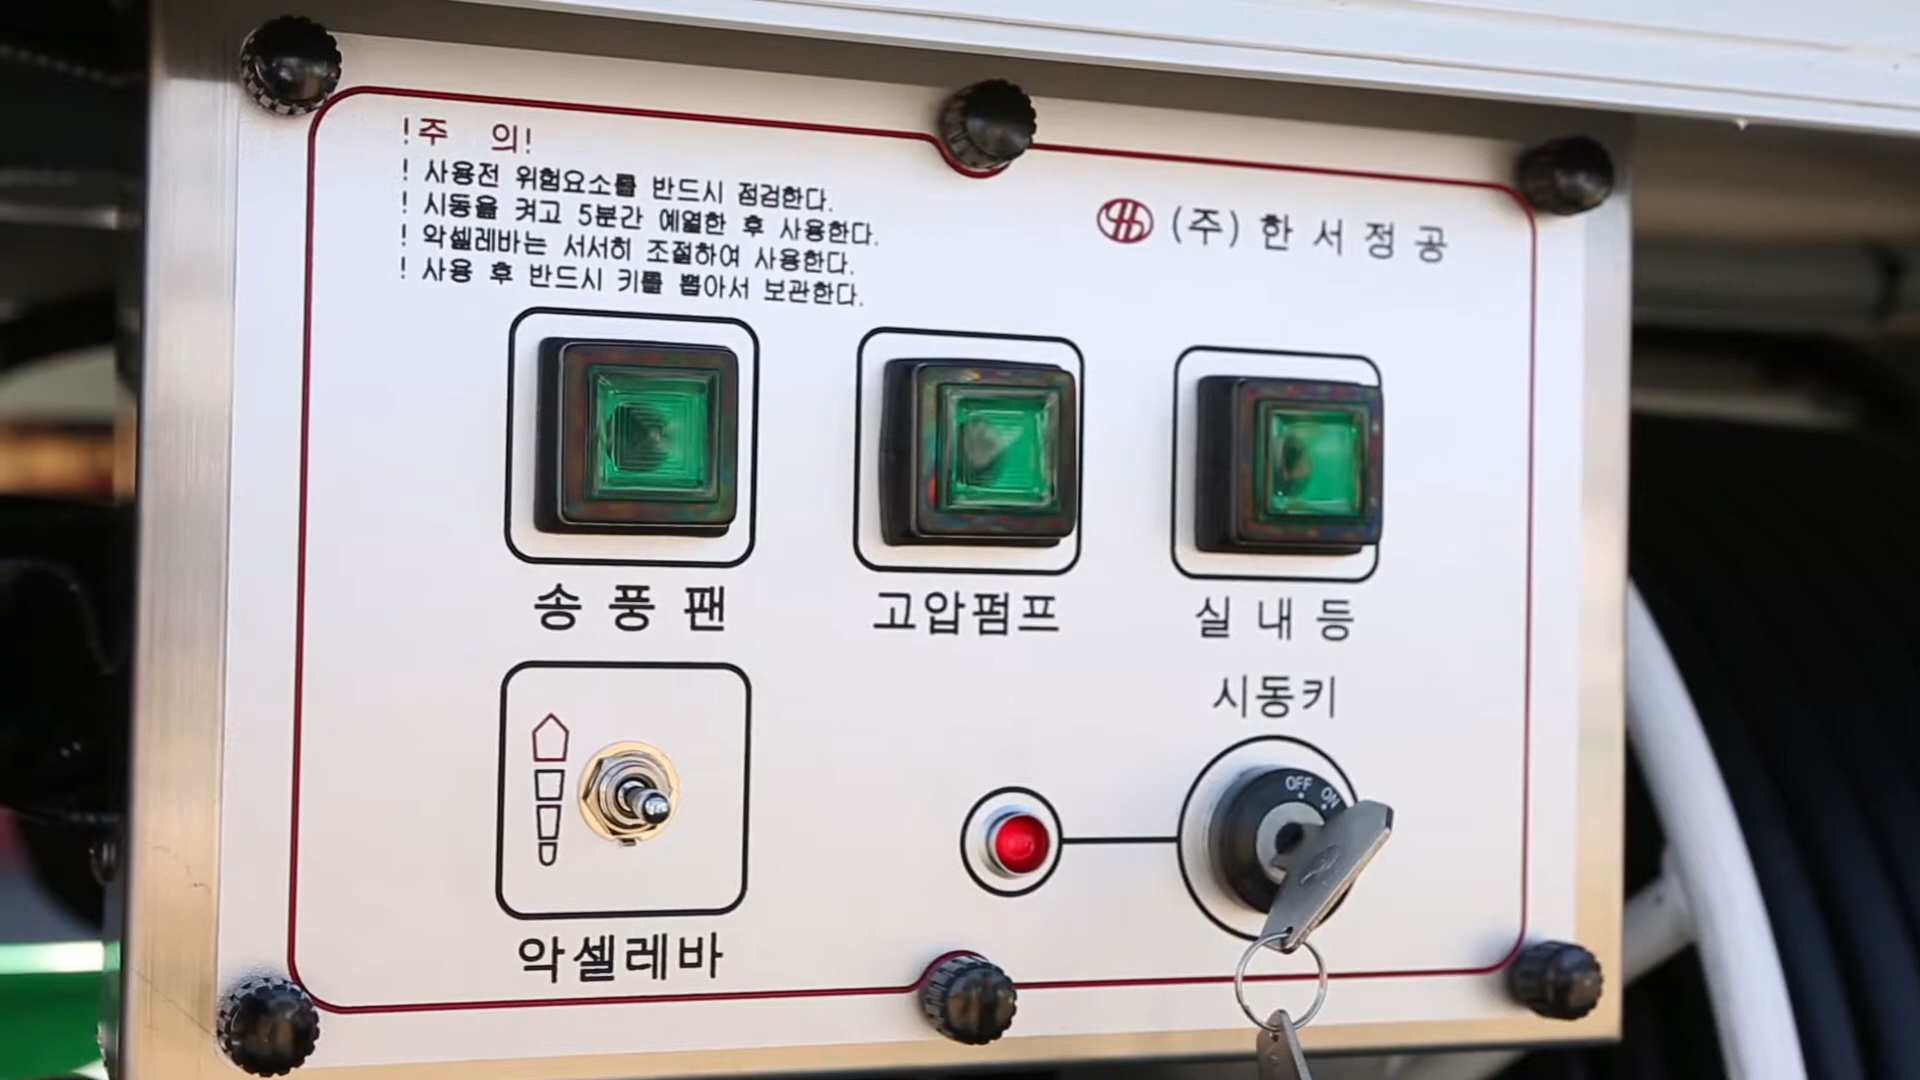 !주 의!
! 사용전 위험요소를 반드시 점검한다.
! 시동을 켜고 5분간 예열한 후 사용한다.
! 악셀레바는 서서히 조절하여 사용한다.
! 사용 후 반드시 키를 뽑아서 보관한다.
(주) 한서정공
송풍팬
고압펌프
실내등
시동키
OFF ON
악셀레바